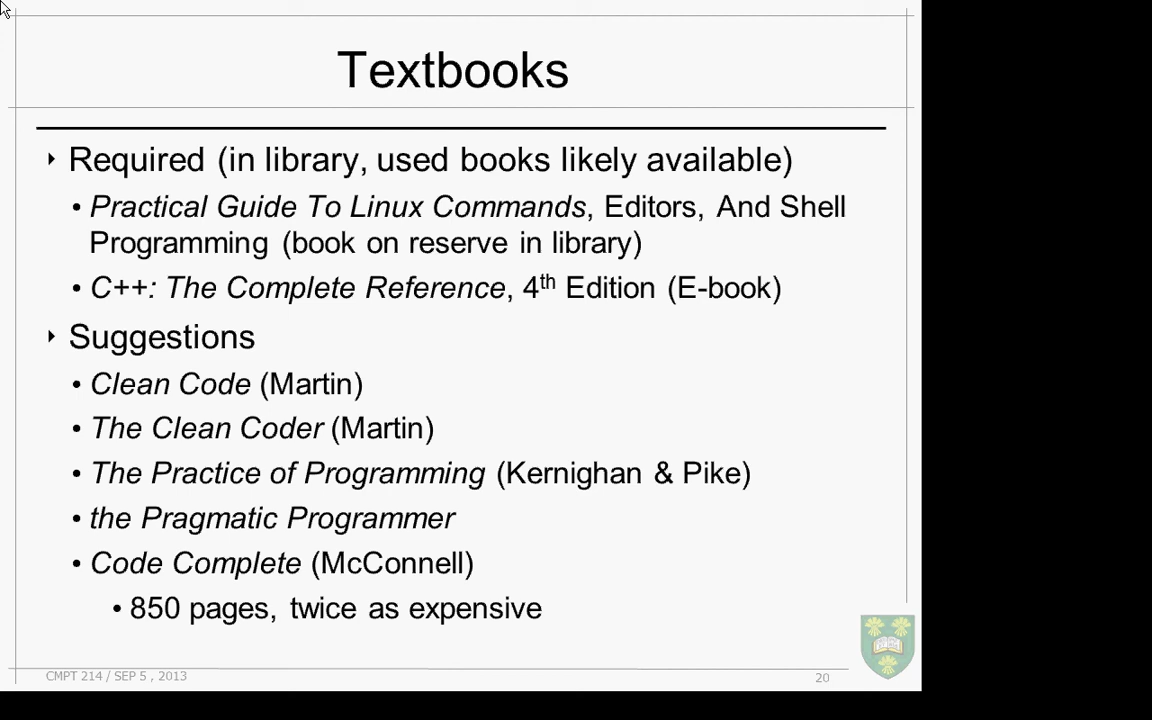 Textbooks
‣ Required (in library, used books likely available)
• Practical Guide To Linux Commands, Editors, And Shell
Programming (book on reserve in library)
• C++: The Complete Reference, 4th Edition (E-book)
‣ Suggestions
• Clean Code (Martin)
• The Clean Coder (Martin)
• The Practice of Programming (Kernighan & Pike)
• the Pragmatic Programmer
• Code Complete (McConnell)
• 850 pages, twice as expensive
CMPT 214 / SEP 5 , 2013
20